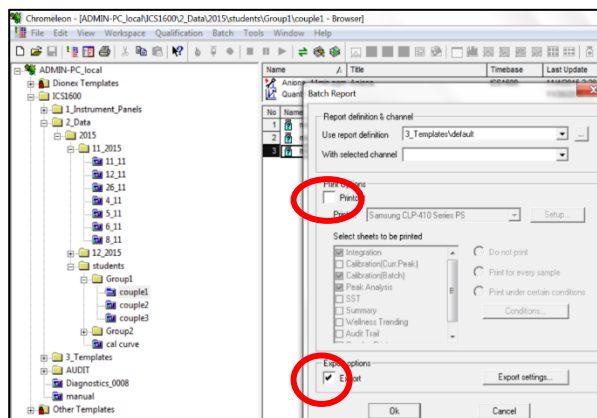 Chromeleon - [ADMIN-PC_local\ICS1600\2_Data\2015\students\Group1\couple1 - Browser]
File Edit View Workspace Qualification Batch Tools Window Help
ADMIN-PC_local
Dionex Templates
ICS1600
1_Instrument_Panels
2_Data
2015
11_2015
11_11
12_11
26_11
4_11
5_11
6_11
8_11
12_2015
students
Group1
couple1
couple2
couple3
Group2
cal curve
3_Templates
AUDIT
Diagnostics_0008
manual
Other Templates
Name Title Timebase Last Update
Quant
No Name
1
2
3
Batch Report
Report definition & channel
Use report definition 3_Templates\default ...
With selected channel
Print Options
Samsung CLP-410 Series PS Setup...
Select sheets to be printed
Integration
Calibration(Curr.Peak)
Calibration(Batch)
Peak Analysis
SST
Summary
Wellness Trending
Audit Trail
Do not print
Print for every sample
Print under certain conditions
Conditions...
Export options
Export
Export settings...
Ok Cancel